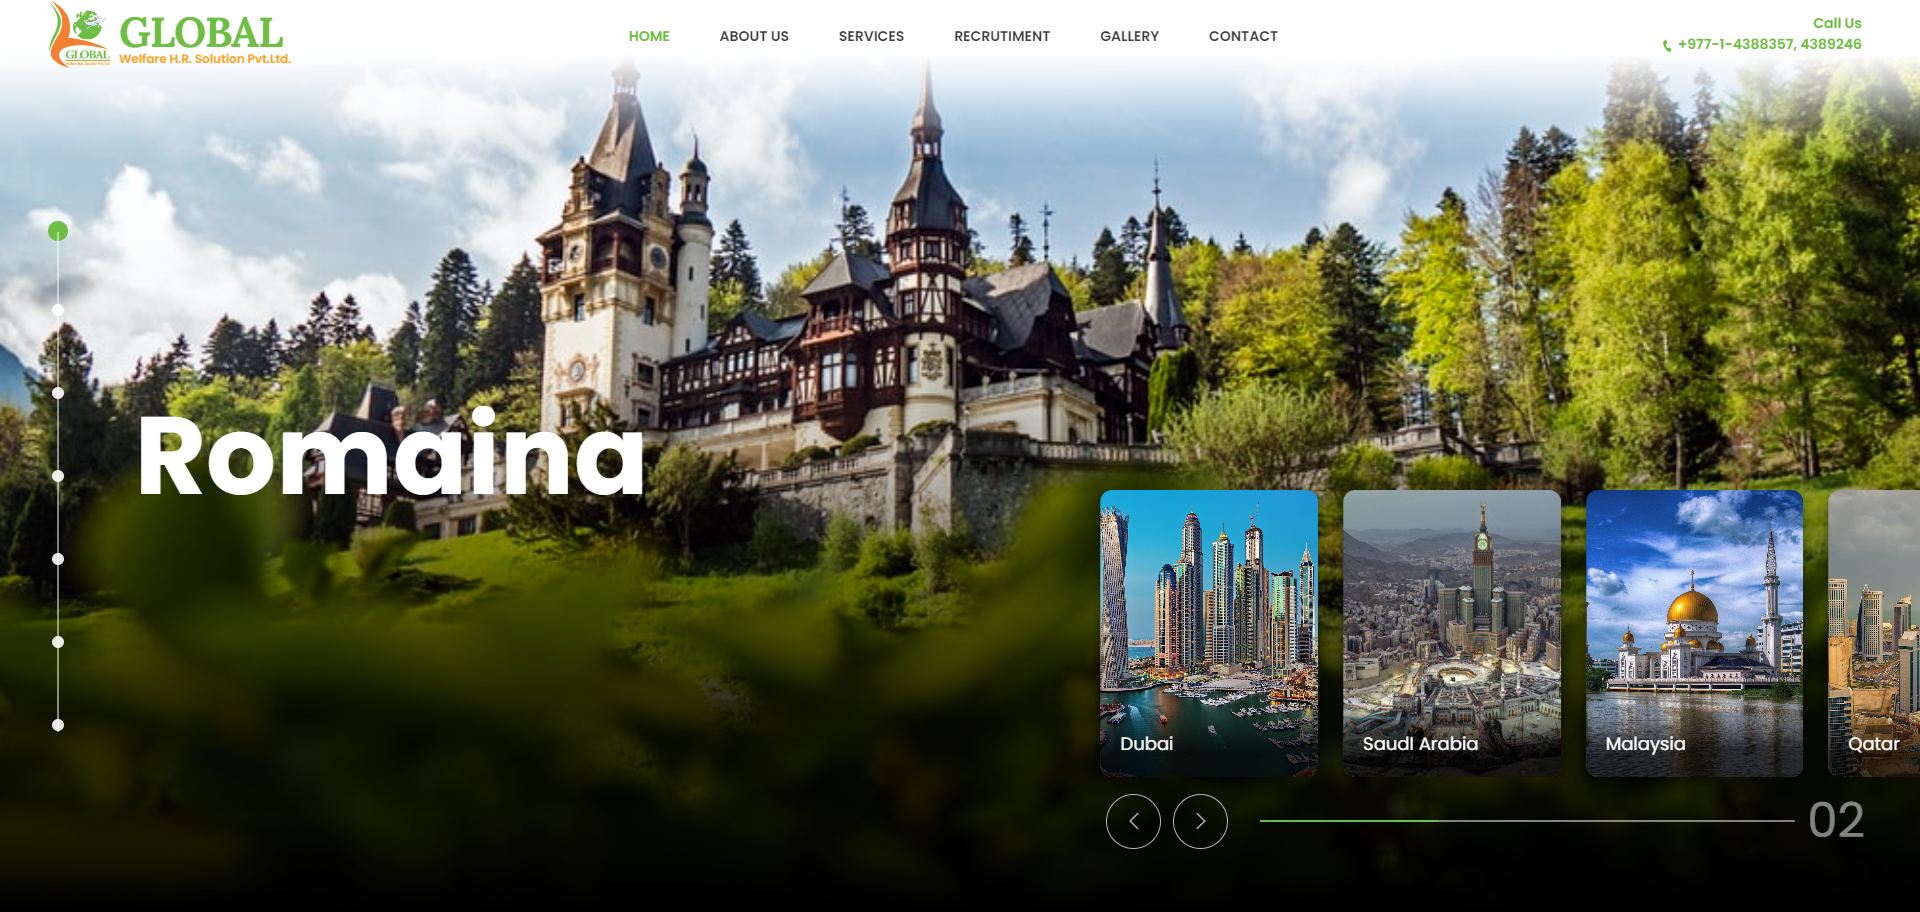 GLOBAL
Welfare H.R. Solution Pvt.Ltd.
GLOBAL
HOME
ABOUT US
SERVICES
RECRUTIMENT
GALLERY
CONTACT
Call Us
+977-1-4388357, 4389246
Romaina
Dubai
Saudi Arabia
Malaysia
Qatar
02